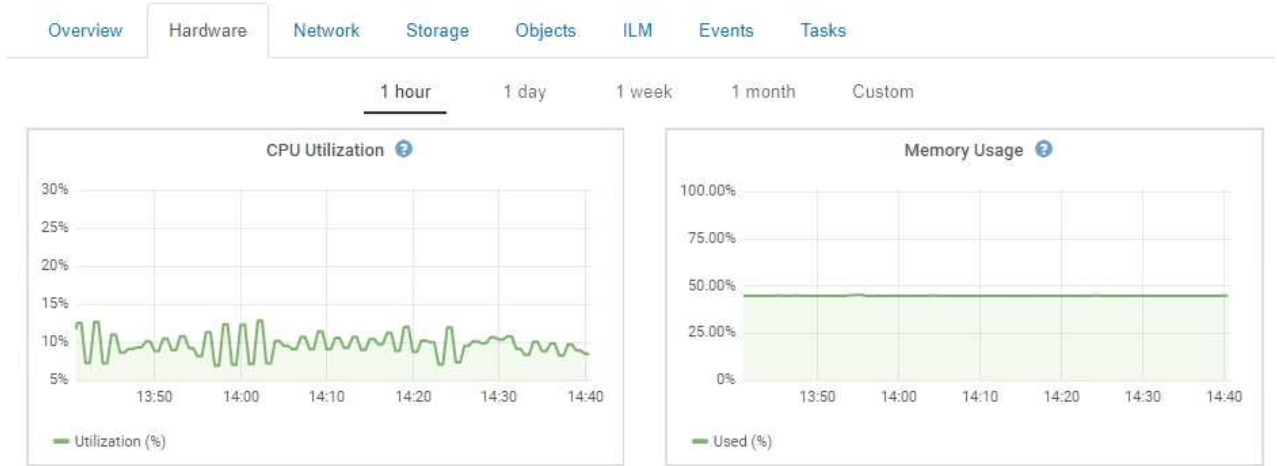 Overview Hardware Network Storage Objects ILM Events Tasks
1 hour 1 day 1 week 1 month Custom
CPU Utilization ?
30%
25%
20%
15%
10%
5%
13:50 14:00 14:10 14:20 14:30 14:40
Utilization (%)
Memory Usage ?
100.00%
75.00%
50.00%
25.00%
0%
13:50 14:00 14:10 14:20 14:30 14:40
Used (%)